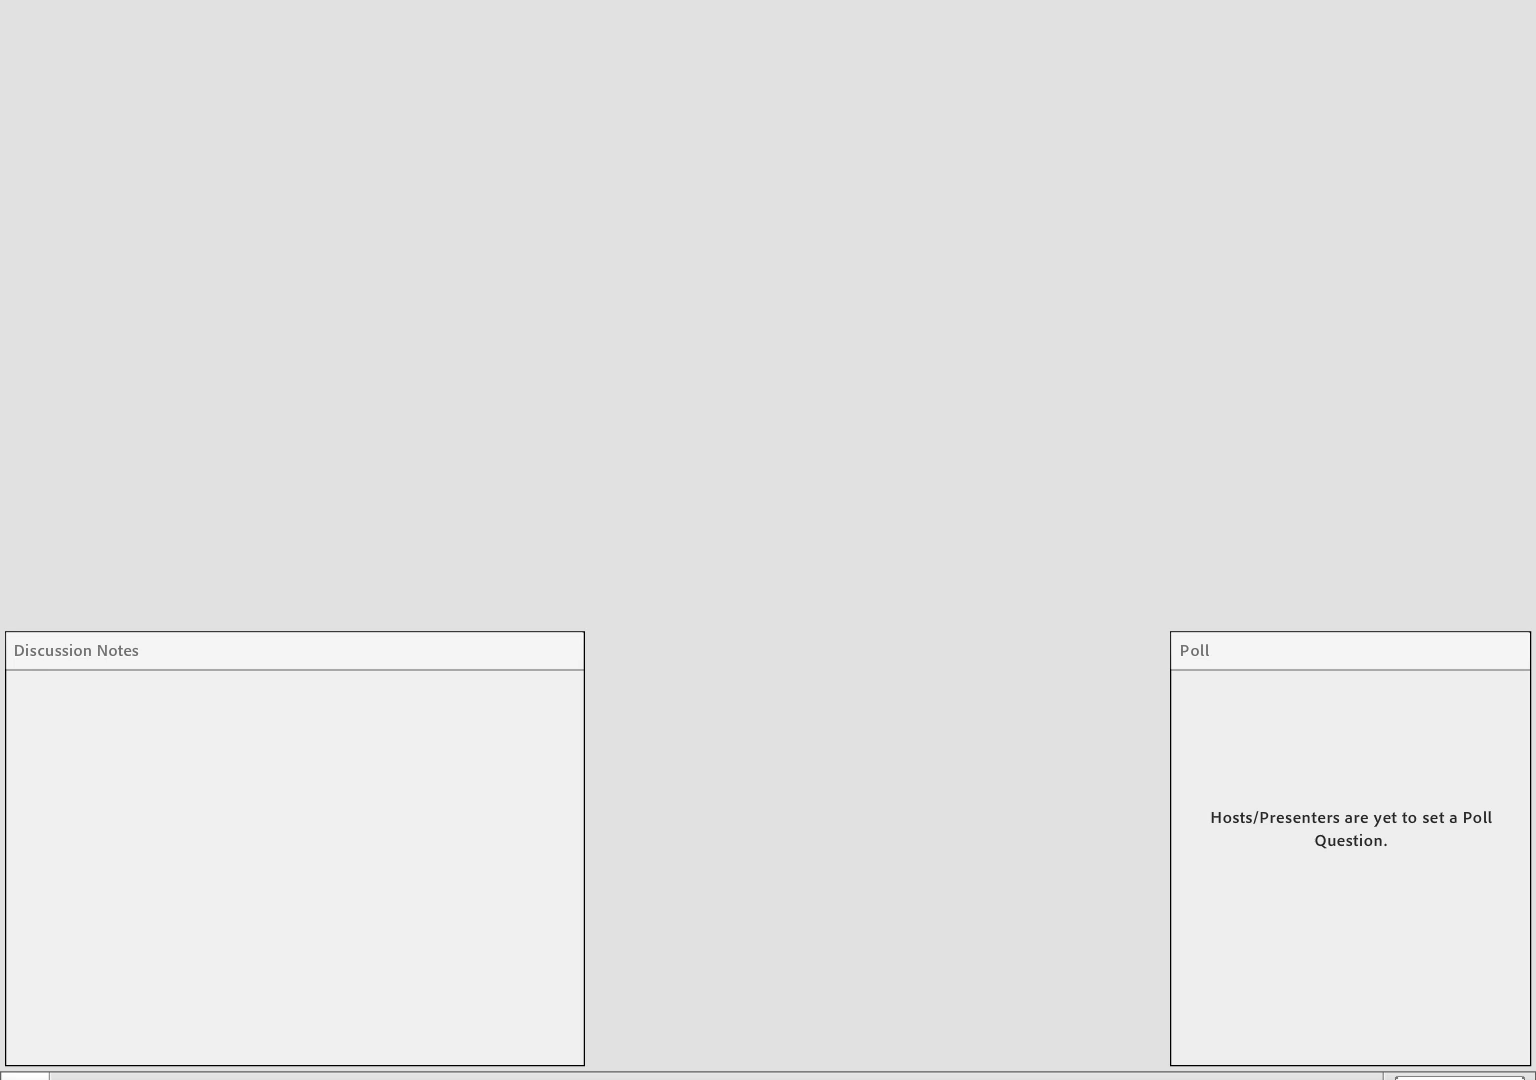 Discussion Notes
Poll
Hosts/Presenters are yet to set a Poll
Question.